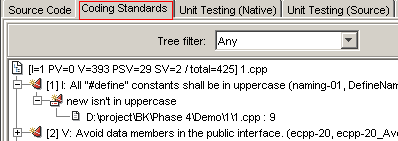 Source Code Coding Standards Unit Testing (Native) Unit Testing (Source)
Tree filter: Any
[I=1 PV=0 V=393 PSV=29 SV=2 / total=425] 1.cpp
[1] I: All "#define" constants shall be in uppercase (naming-01, DefineNam
new isn't in uppercase
D:\project\BK\Phase 4\Demo\1\1.cpp : 9
[2] V: Avoid data members in the public interface. (ecpp-20, ecpp-20_Avo